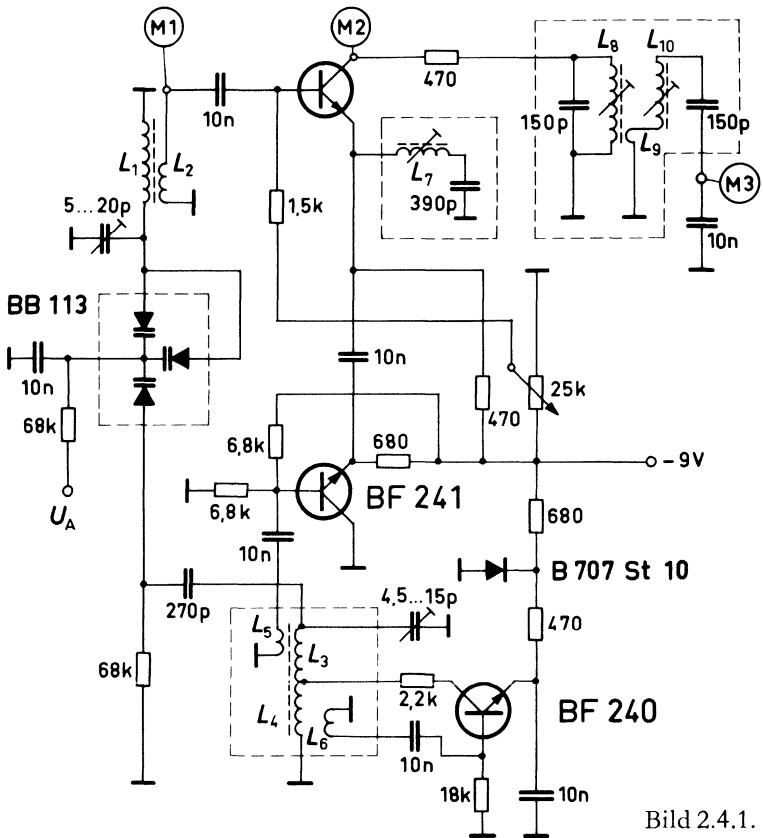 M1
M2
470
L8
L10
10n
150p
150p
L1
L2
L7
L9
M3
5...20p
1,5k
390p
10n
BB 113
10n
10n
25k
68k
470
6,8k
680
-9V
UA
6,8k
BF 241
680
10n
B 707 St 10
4,5...15p
270p
L5
470
L3
68k
2,2k
BF 240
L4
L6
10n
18k
10n
Bild 2.4.1.